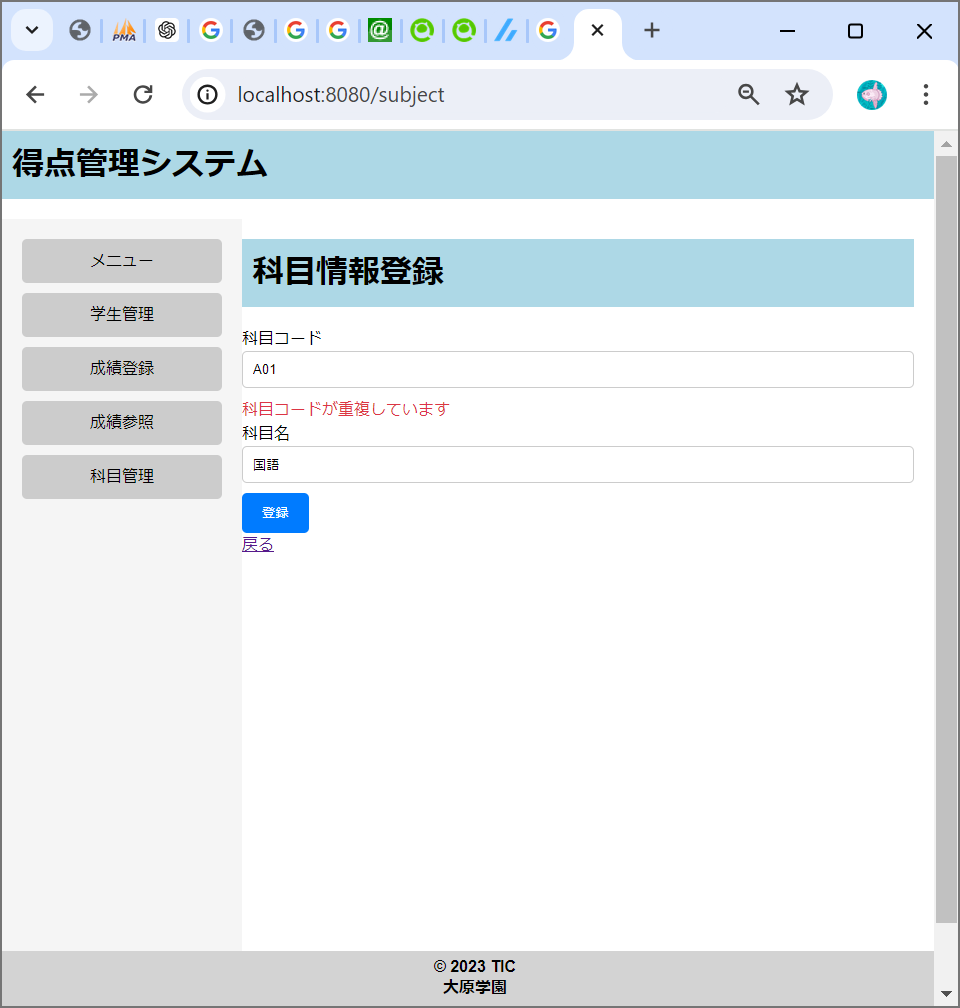 PMA
localhost:8080/subject
得点管理システム
メニュー
学生管理
成績登録
成績参照
科目管理
科目情報登録
科目コード
A01
科目コードが重複しています
科目名
国語
登録
戻る
© 2023 TIC
大原学園